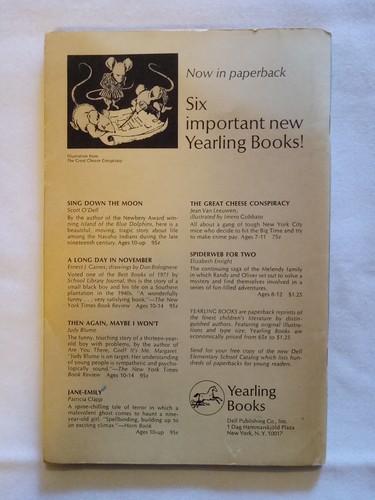 Now in paperback
Six
important new
Yearling Books!
Illustration from
The Great Cheese Conspiracy
SING DOWN THE MOON
Scott O'Dell
By the author of the Newbery Award win-
ning Island of the Blue Dolphins, here is a
beautiful, moving, tragic story about life
among the Navaho Indians during the late
nineteenth century. Ages 10-up 95¢
A LONG DAY IN NOVEMBER
Ernest J. Gaines; drawings by Don Bolognese
Voted one of the Best Books of 1971 by
School Library Journal, this is the story of a
small black boy and his life on a Southern
plantation in the 1940s. "A wonderfully
funny . . . very satisfying book."—The New
York Times Book Review Ages 10-14 95¢
THEN AGAIN, MAYBE I WON'T
Judy Blume
The funny, touching story of a thirteen-year-
old boy with problems, by the author of
Are You There, God? It's Me, Margaret.
"Judy Blume is on target. Her understanding
of young people is sympathetic and psycho-
logically sound."—The New York Times Book
Review Ages 10-14 95¢
JANE-EMILY
Patricia Clapp
A spine-chilling tale of terror in which a
malevolent ghost comes to haunt a nine-
year-old girl. "Spellbinding, building up to
an exciting climax."—Horn Book
Ages 10-up 95¢
THE GREAT CHEESE CONSPIRACY
Jean Van Leeuwen,
illustrated by Imero Gobbato
All about a gang of tough New York City
mice who decide to hit the Big Time and try
to make crime pay. Ages 7-11 75¢
SPIDERWEB FOR TWO
Elizabeth Enright
The continuing saga of the Melendy family
in which Randy and Oliver set out to solve a
mystery and find themselves involved in a
series of fun-filled adventures.
Ages 8-12 $1.25
YEARLING BOOKS are paperback reprints of
the finest children's literature by distin-
guished authors. Featuring original illustra-
tions and type size, Yearling Books are
economically priced from 65¢ to $1.25.
Send for your free copy of the new Dell
Elementary School Catalog which lists hun-
dreds of paperbacks for young readers.
Yearling
Books
Dell Publishing Co., Inc.
1 Dag Hammarskjold Plaza
New York, N.Y. 10017